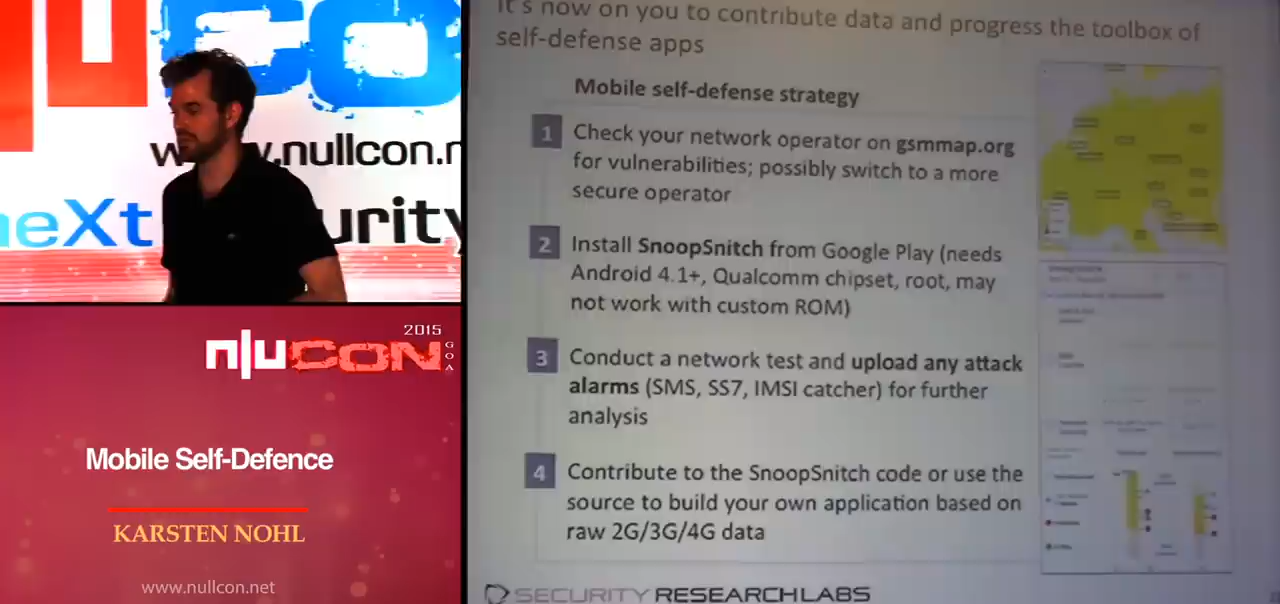 www.nullcon.n
neXt
urity
2015
n|uCON
GOA
Mobile Self-Defence
KARSTEN NOHL
www.nullcon.net
It's now on you to contribute data and progress the toolbox of
self-defense apps
Mobile self-defense strategy
1 Check your network operator on gsmmap.org
for vulnerabilities; possibly switch to a more
secure operator
2 Install SnoopSnitch from Google Play (needs
Android 4.1+, Qualcomm chipset, root, may
not work with custom ROM)
3 Conduct a network test and upload any attack
alarms (SMS, SS7, IMSI catcher) for further
analysis
4 Contribute to the SnoopSnitch code or use the
source to build your own application based on
raw 2G/3G/4G data
SECURITY RESEARCH LABS